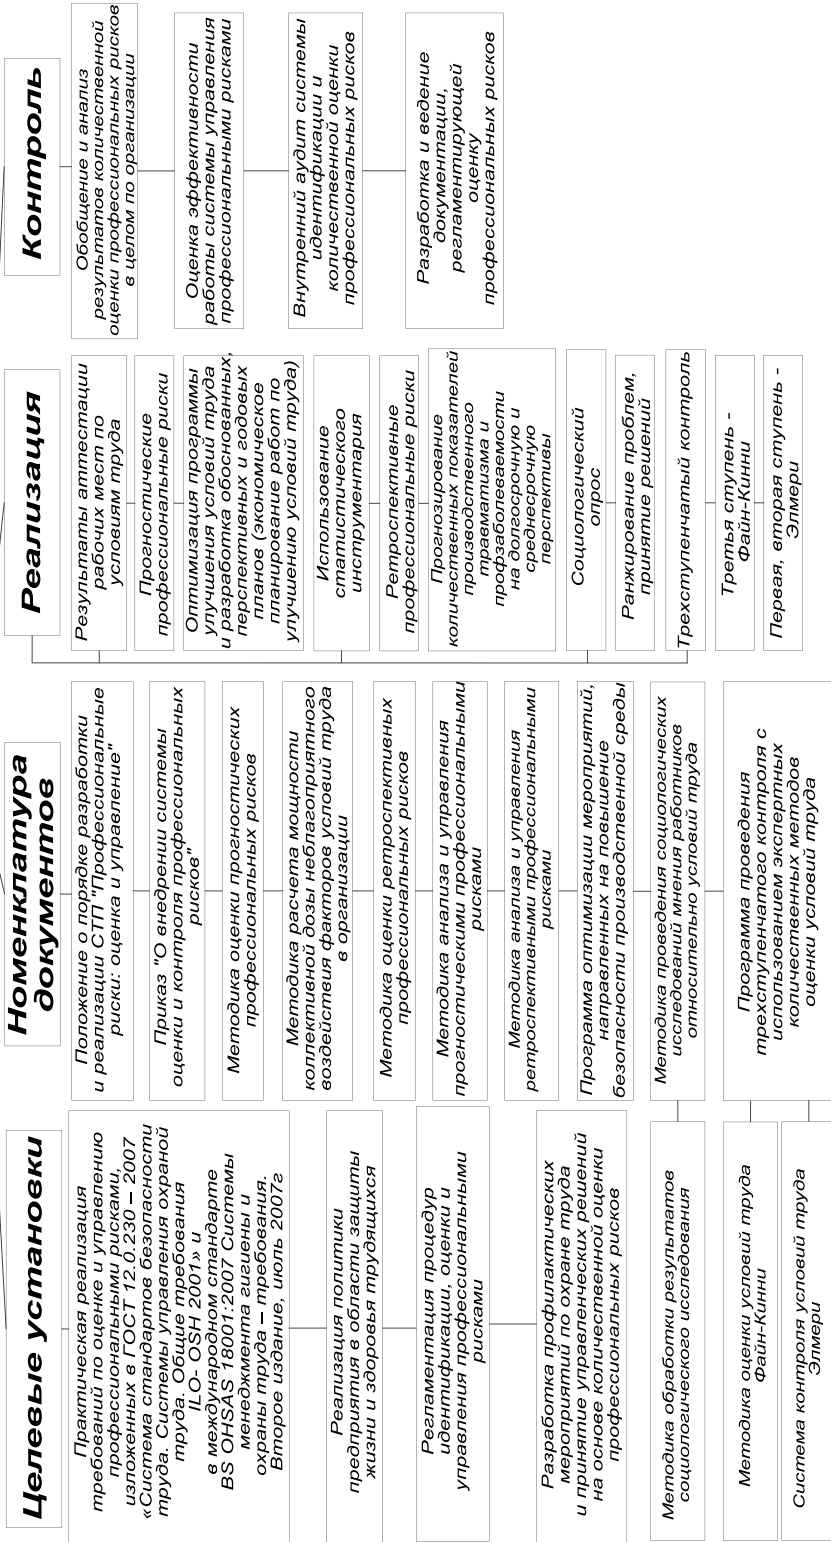 Целевые установки
Практическая реализация
требований по оценке и управлению
профессиональными рисками,
изложенных в ГОСТ 12.0.230 – 2007
«Система стандартов безопасности
труда. Системы управления охраной
труда. Общие требования
ILO- OSH 2001» и
в международном стандарте
BS OHSAS 18001:2007 Системы
менеджмента гигиены и
охраны труда – требования.
Второе издание, июль 2007г
Реализация политики
предприятия в области защиты
жизни и здоровья трудящихся
Регламентация процедур
идентификации, оценки и
управления профессиональными
рисками
Разработка профилактических
мероприятий по охране труда
и принятие управленческих решений
на основе количественной оценки
профессиональных рисков
Методика обработки результатов
социологического исследования
Методика оценки условий труда
Файн-Кинни
Система контроля условий труда
Элмери
Номенклатура
документов
Положение о порядке разработки
и реализации СТП "Профессиональные
риски: оценка и управление"
Приказ "О внедрении системы
оценки и контроля профессиональных
рисков"
Методика оценки прогностических
профессиональных рисков
Методика расчета мощности
коллективной дозы неблагоприятного
воздействия факторов условий труда
в организации
Методика оценки ретроспективных
профессиональных рисков
Методика анализа и управления
прогностическими профессиональными
рисками
Методика анализа и управления
ретроспективными профессиональными
рисками
Программа оптимизации мероприятий,
направленных на повышение
безопасности производственной среды
Методика проведения социологических
исследований мнения работников
относительно условий труда
Программа проведения
трехступенчатого контроля с
использованием экспертных
количественных методов
оценки условий труда
Реализация
Результаты аттестации
рабочих мест по
условиям труда
Прогностические
профессиональные риски
Оптимизация программы
улучшения условий труда
и разработка обоснованных,
перспективных и годовых
планов (экономическое
планирование работ по
улучшению условий труда)
Использование
статистического
инструментария
Ретроспективные
профессиональные риски
Прогнозирование
количественных показателей
производственного
травматизма и
профзаболеваемости
на долгосрочную и
среднесрочную
перспективы
Социологический
опрос
Ранжирование проблем,
принятие решений
Трехступенчатый контроль
Третья ступень -
Файн-Кинни
Первая, вторая ступень -
Элмери
Контроль
Обобщение и анализ
результатов количественной
оценки профессиональных рисков
в целом по организации
Оценка эффективности
работы системы управления
профессиональными рисками
Внутренний аудит системы
идентификации и
количественной оценки
профессиональных рисков
Разработка и ведение
документации,
регламентирующей
оценку
профессиональных рисков